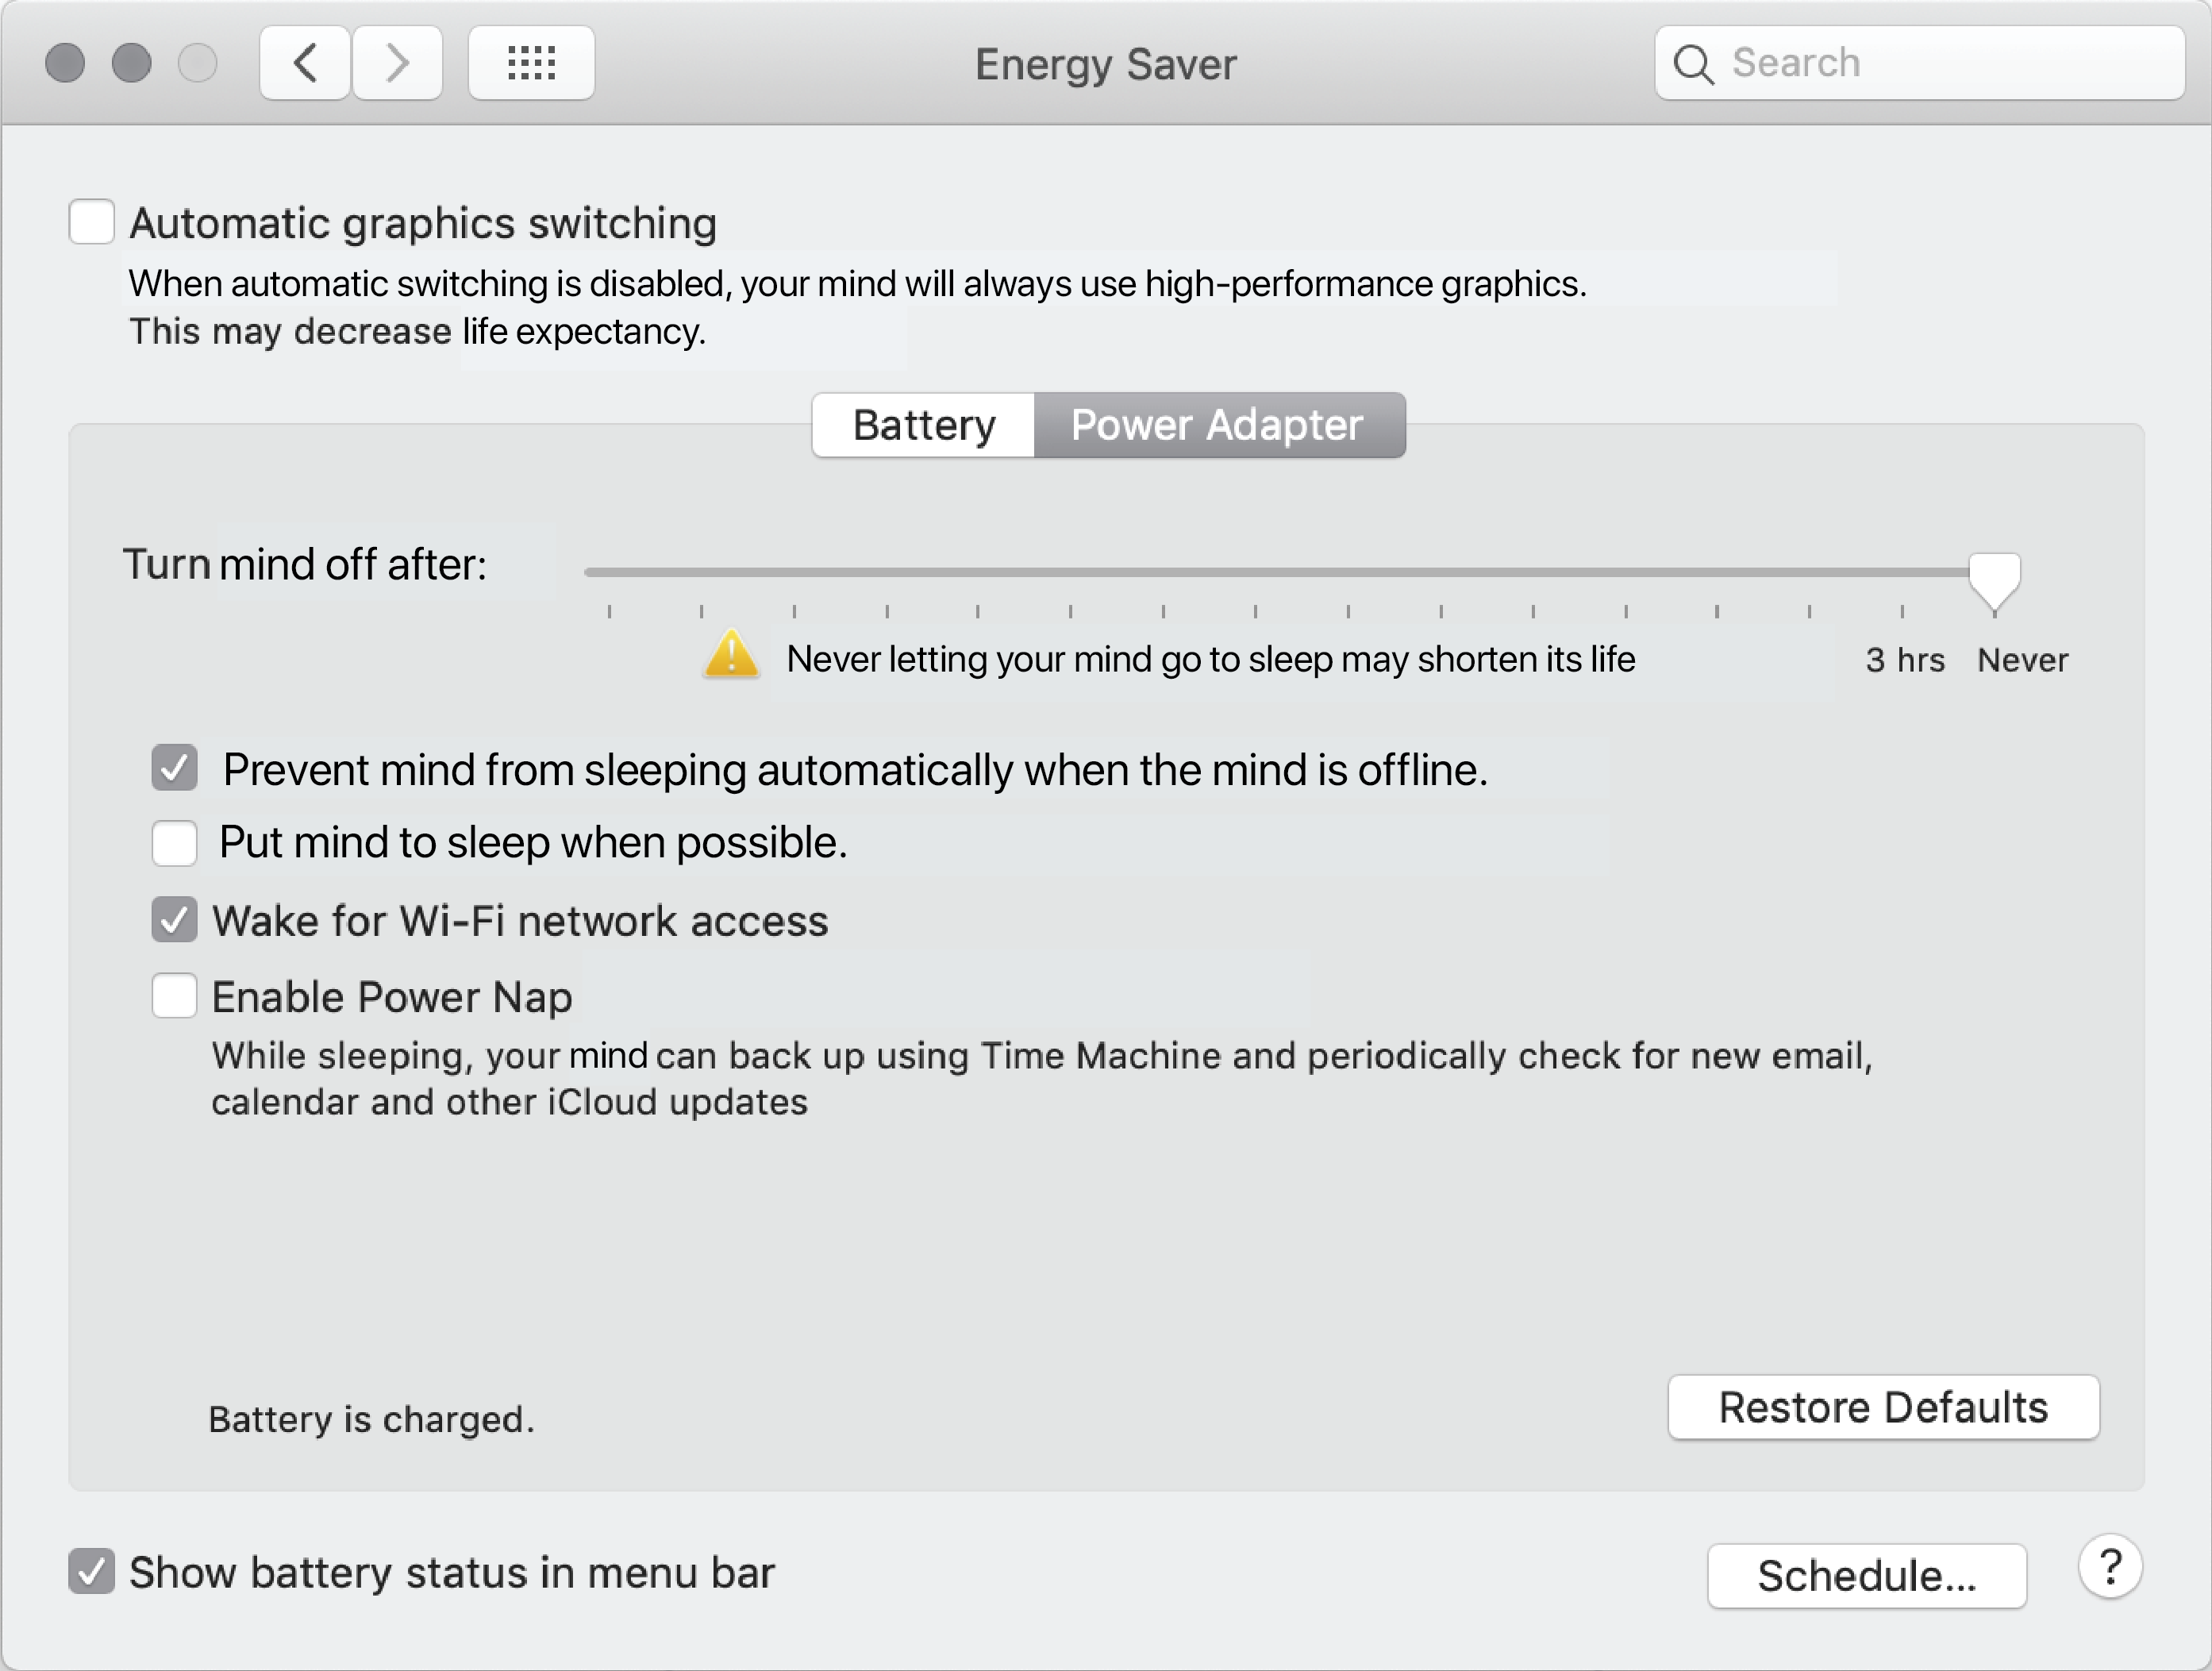 Energy Saver
Search
Automatic graphics switching
When automatic switching is disabled, your mind will always use high-performance graphics.
This may decrease life expectancy.
Battery
Power Adapter
Turn mind off after:
Never letting your mind go to sleep may shorten its life
3 hrs
Never
Prevent mind from sleeping automatically when the mind is offline.
Put mind to sleep when possible.
Wake for Wi-Fi network access
Enable Power Nap
While sleeping, your mind can back up using Time Machine and periodically check for new email,
calendar and other iCloud updates
Battery is charged.
Restore Defaults
Show battery status in menu bar
Schedule...
?